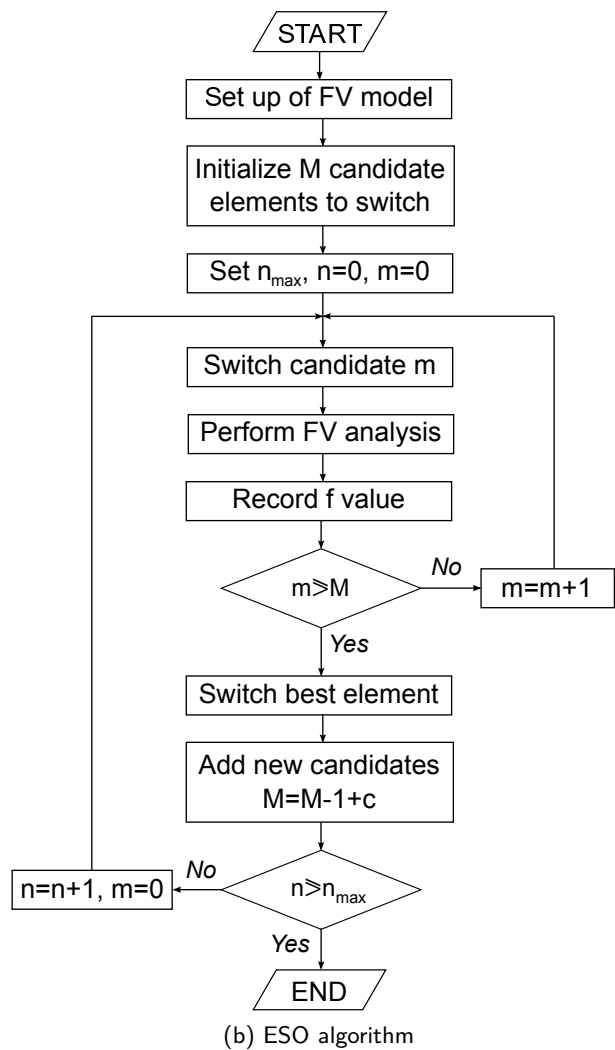 START
Set up of FV model
Initialize M candidate
elements to switch
Set nmax, n=0, m=0
Switch candidate m
Perform FV analysis
Record f value
m⩾M
No
m=m+1
Yes
Switch best element
Add new candidates
M=M-1+c
n⩾nmax
No
n=n+1, m=0
Yes
END
(b) ESO algorithm